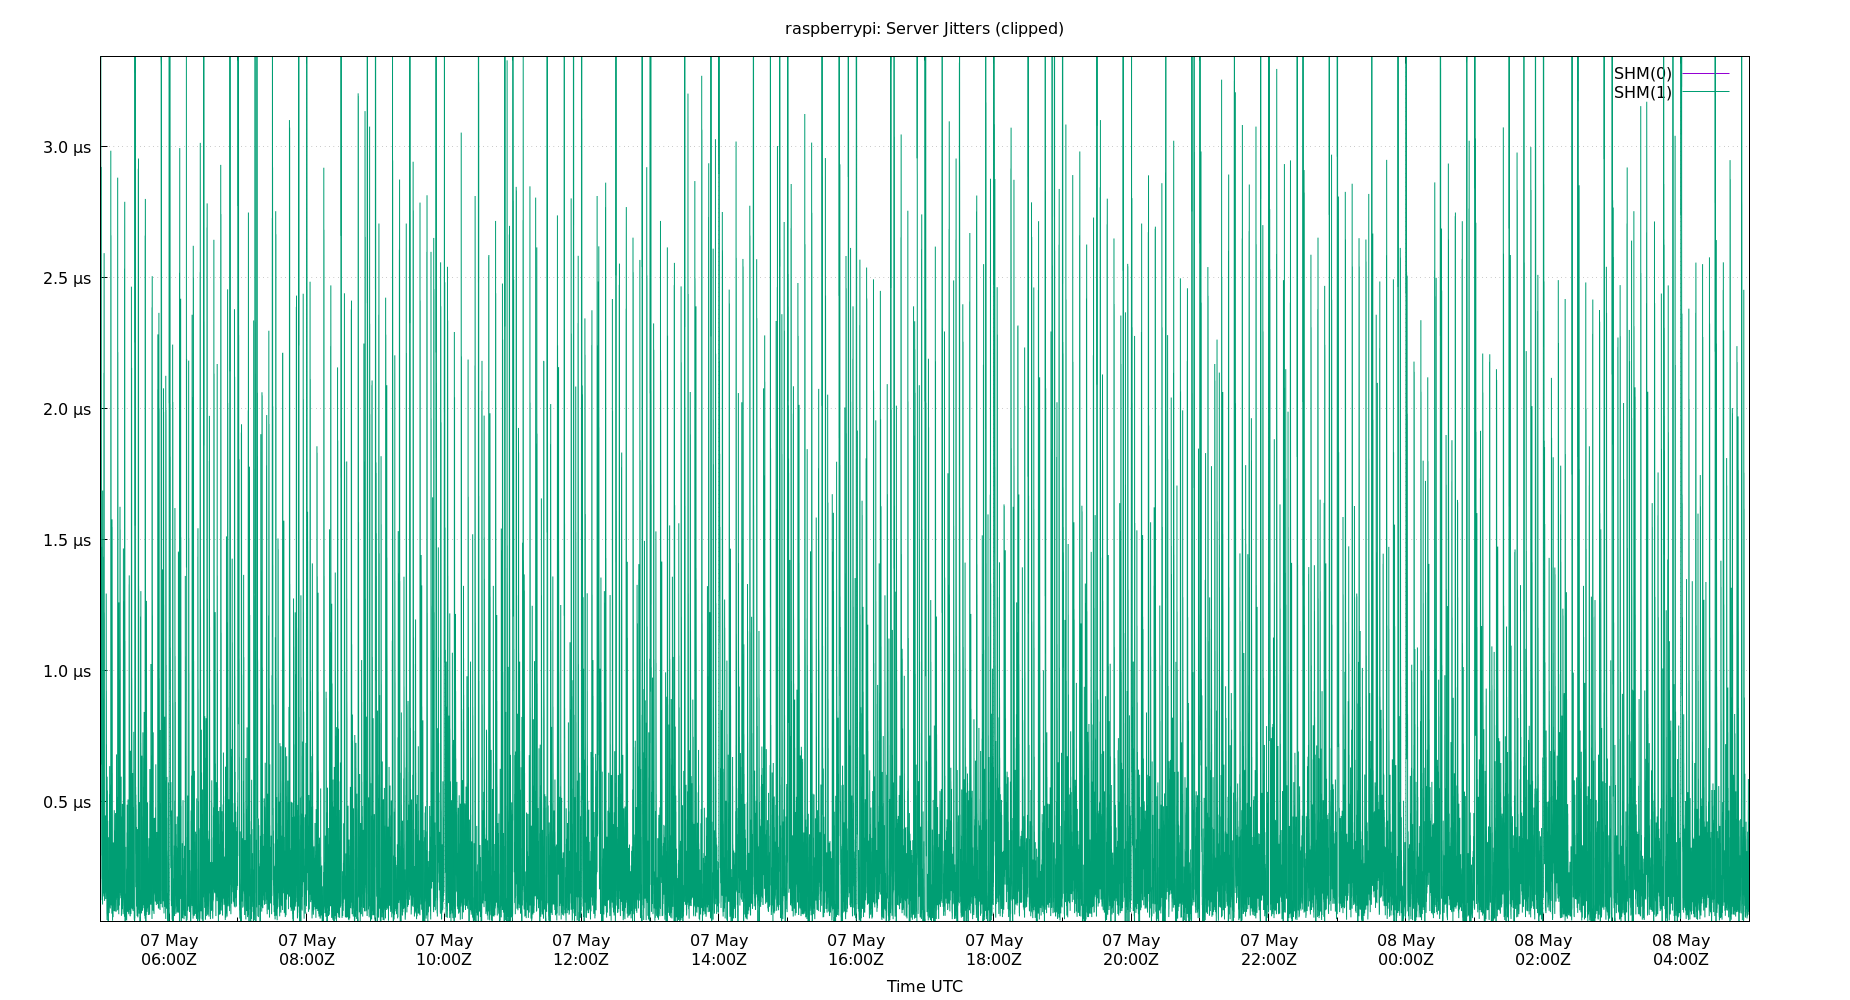 raspberrypi: Server Jitters (clipped)
SHM(0)
SHM(1)
3.0 µs
2.5 µs
2.0 µs
1.5 µs
1.0 µs
0.5 µs
07 May 07 May 07 May 07 May 07 May 07 May 07 May 07 May 07 May 08 May 08 May 08 May
06:00Z 08:00Z 10:00Z 12:00Z 14:00Z 16:00Z 18:00Z 20:00Z 22:00Z 00:00Z 02:00Z 04:00Z
Time UTC